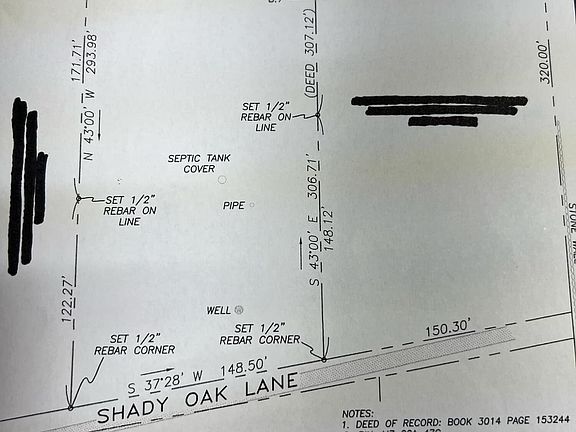 171.71'
293.98'
N 43°00' W
(DEED 307.12')
320.00'
SET 1/2"
REBAR ON
LINE
SEPTIC TANK
COVER
PIPE
SET 1/2"
REBAR ON
LINE
S 43°00' E 306.71'
148.12'
122.27'
WELL
SET 1/2"
REBAR CORNER
SET 1/2"
REBAR CORNER
150.30'
S 37°28' W 148.50'
SHADY OAK LANE
NOTES:
1. DEED OF RECORD: BOOK 3014 PAGE 153244